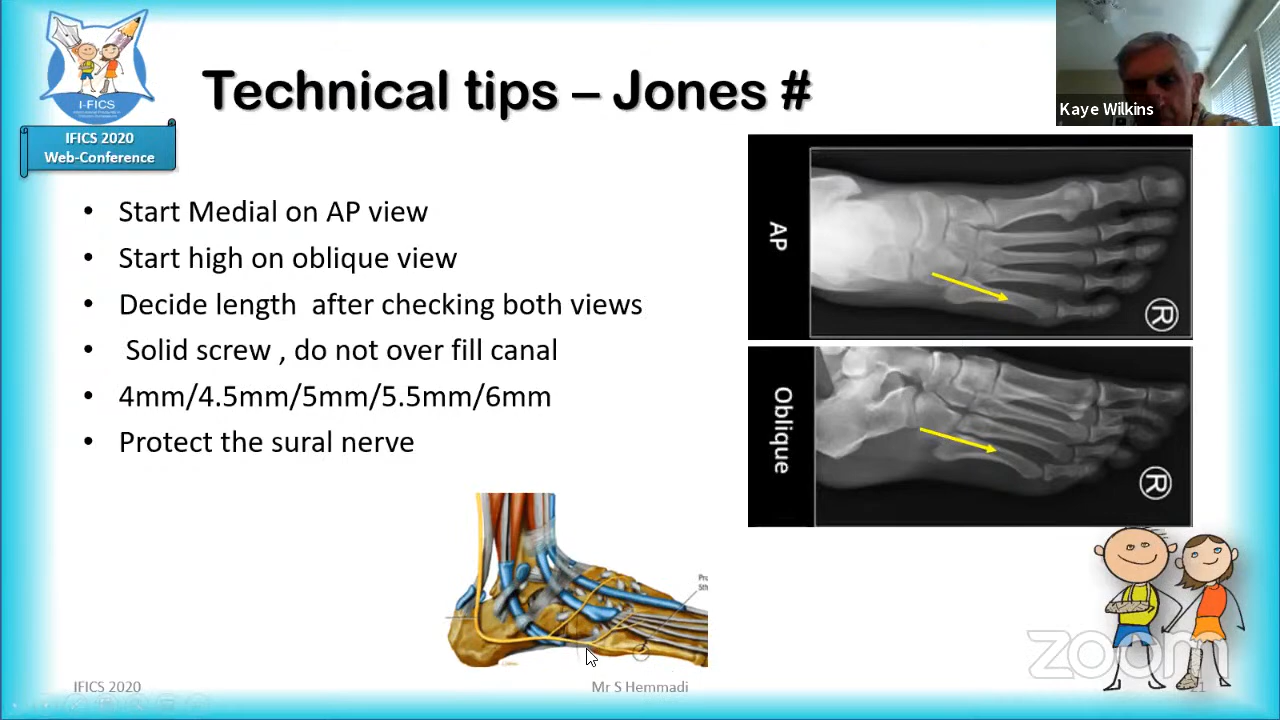 I-FICS
IFICS 2020
Web-Conference
Technical tips – Jones #
Kaye Wilkins
• Start Medial on AP view
• Start high on oblique view
• Decide length after checking both views
• Solid screw , do not over fill canal
• 4mm/4.5mm/5mm/5.5mm/6mm
• Protect the sural nerve
AP
R
Oblique
R
zoom
IFICS 2020
Mr S Hemmadi
21